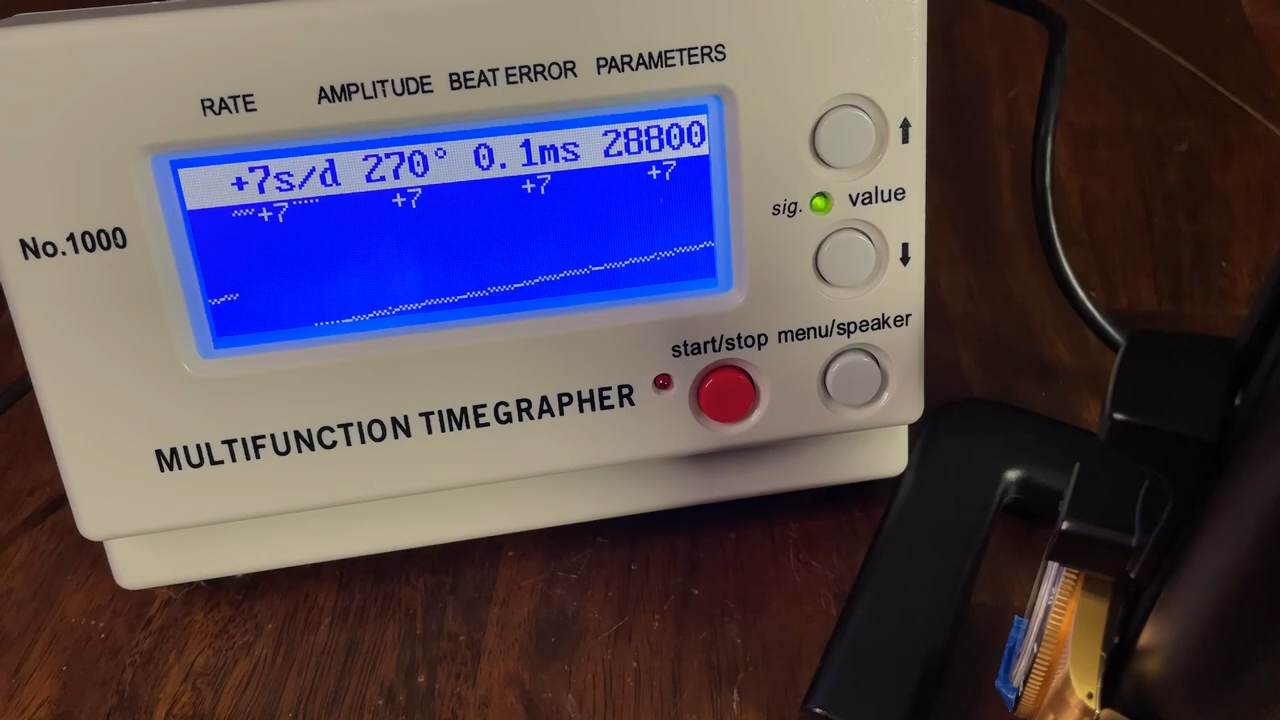 RATE AMPLITUDE BEAT ERROR PARAMETERS
+7s/d 270° 0.1ms 28800
+7 +7 +7 +7
No.1000
sig. value
start/stop menu/speaker
MULTIFUNCTION TIMEGRAPHER